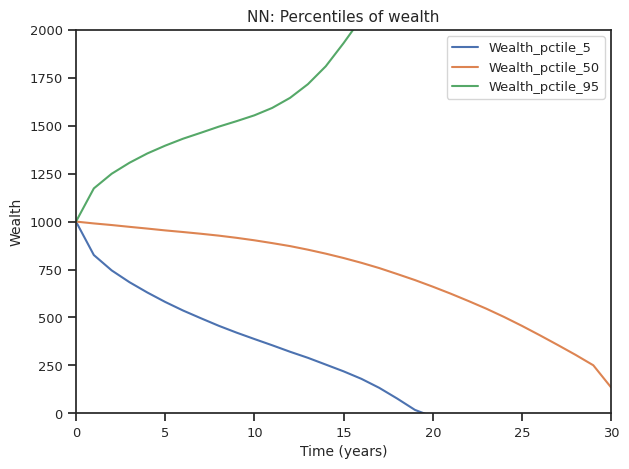 NN: Percentiles of wealth
Wealth_pctile_5
Wealth_pctile_50
Wealth_pctile_95
Wealth
2000
1750
1500
1250
1000
750
500
250
0
0 5 10 15 20 25 30
Time (years)